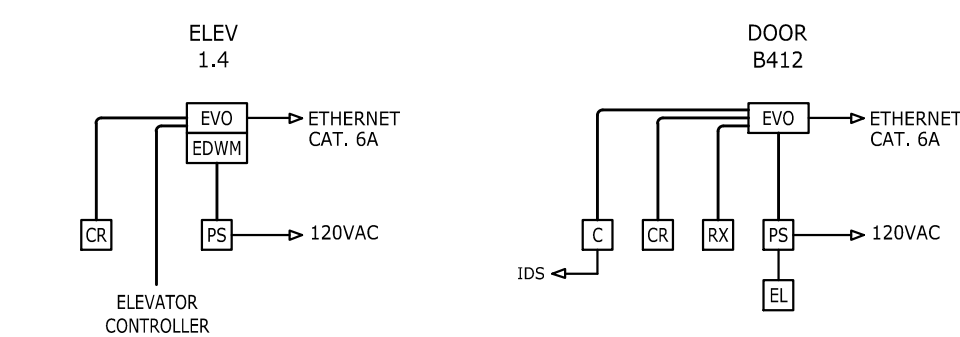 ELEV
1.4
EVO
ETHERNET
CAT. 6A
EDWM
CR
PS
120VAC
ELEVATOR
CONTROLLER
DOOR
B412
EVO
ETHERNET
CAT. 6A
C
CR
RX
PS
120VAC
IDS
EL